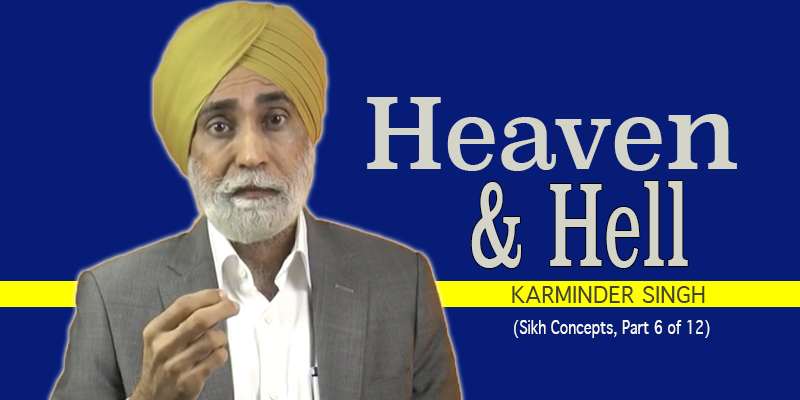 Heaven
& Hell
KARMINDER SINGH
(Sikh Concepts, Part 6 of 12)